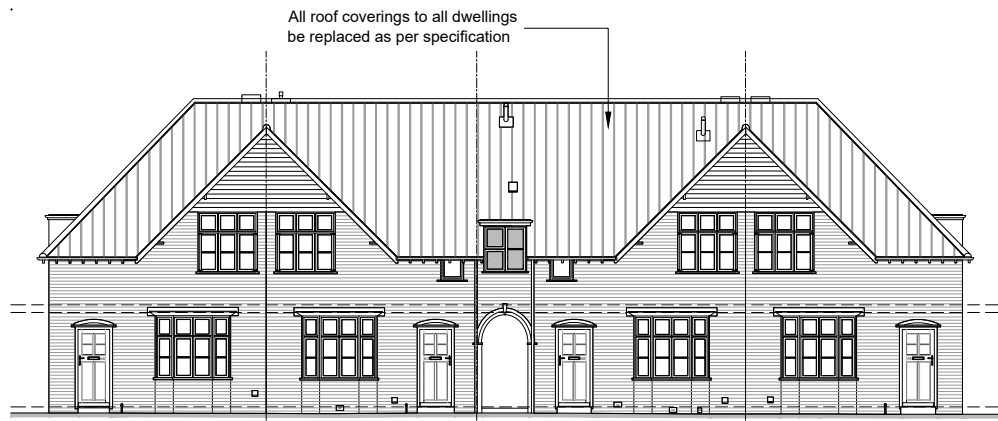 All roof coverings to all dwellings
be replaced as per specification